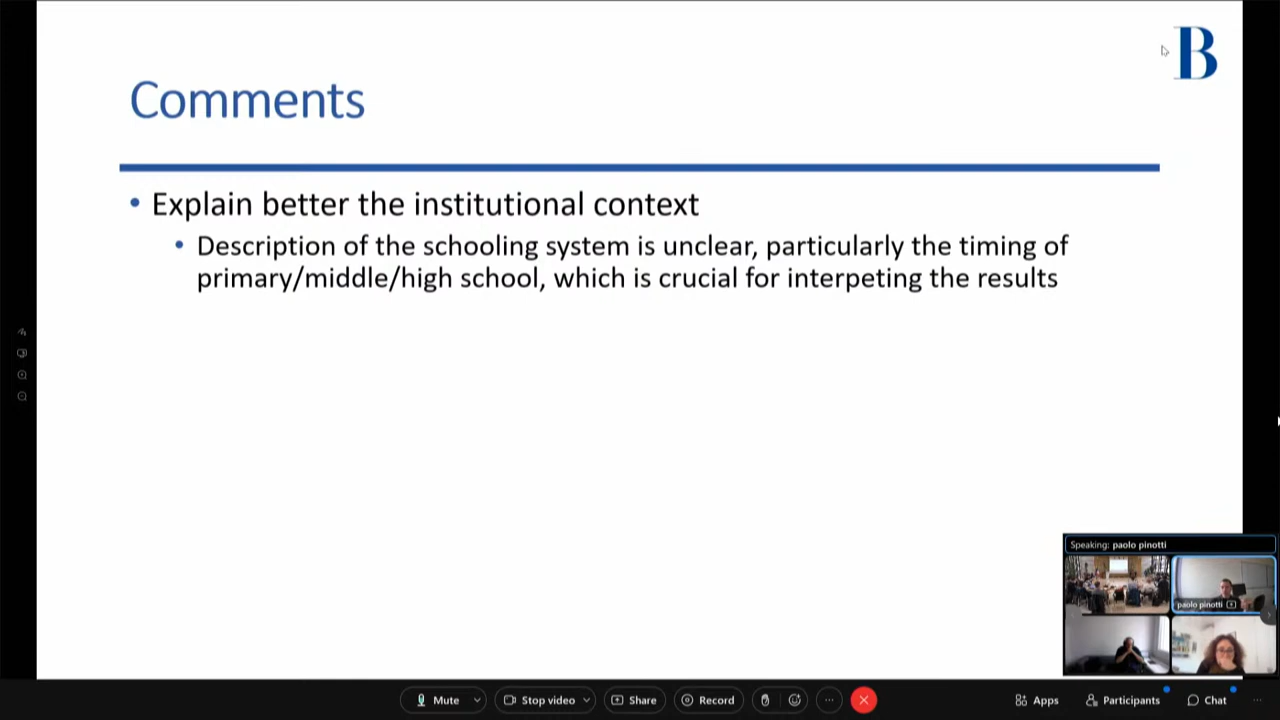 B
Comments
• Explain better the institutional context
• Description of the schooling system is unclear, particularly the timing of
primary/middle/high school, which is crucial for interpeting the results
Speaking: paolo pinotti
paolo pinotti
Mute
Stop video
Share
Record
Apps
Participants
Chat